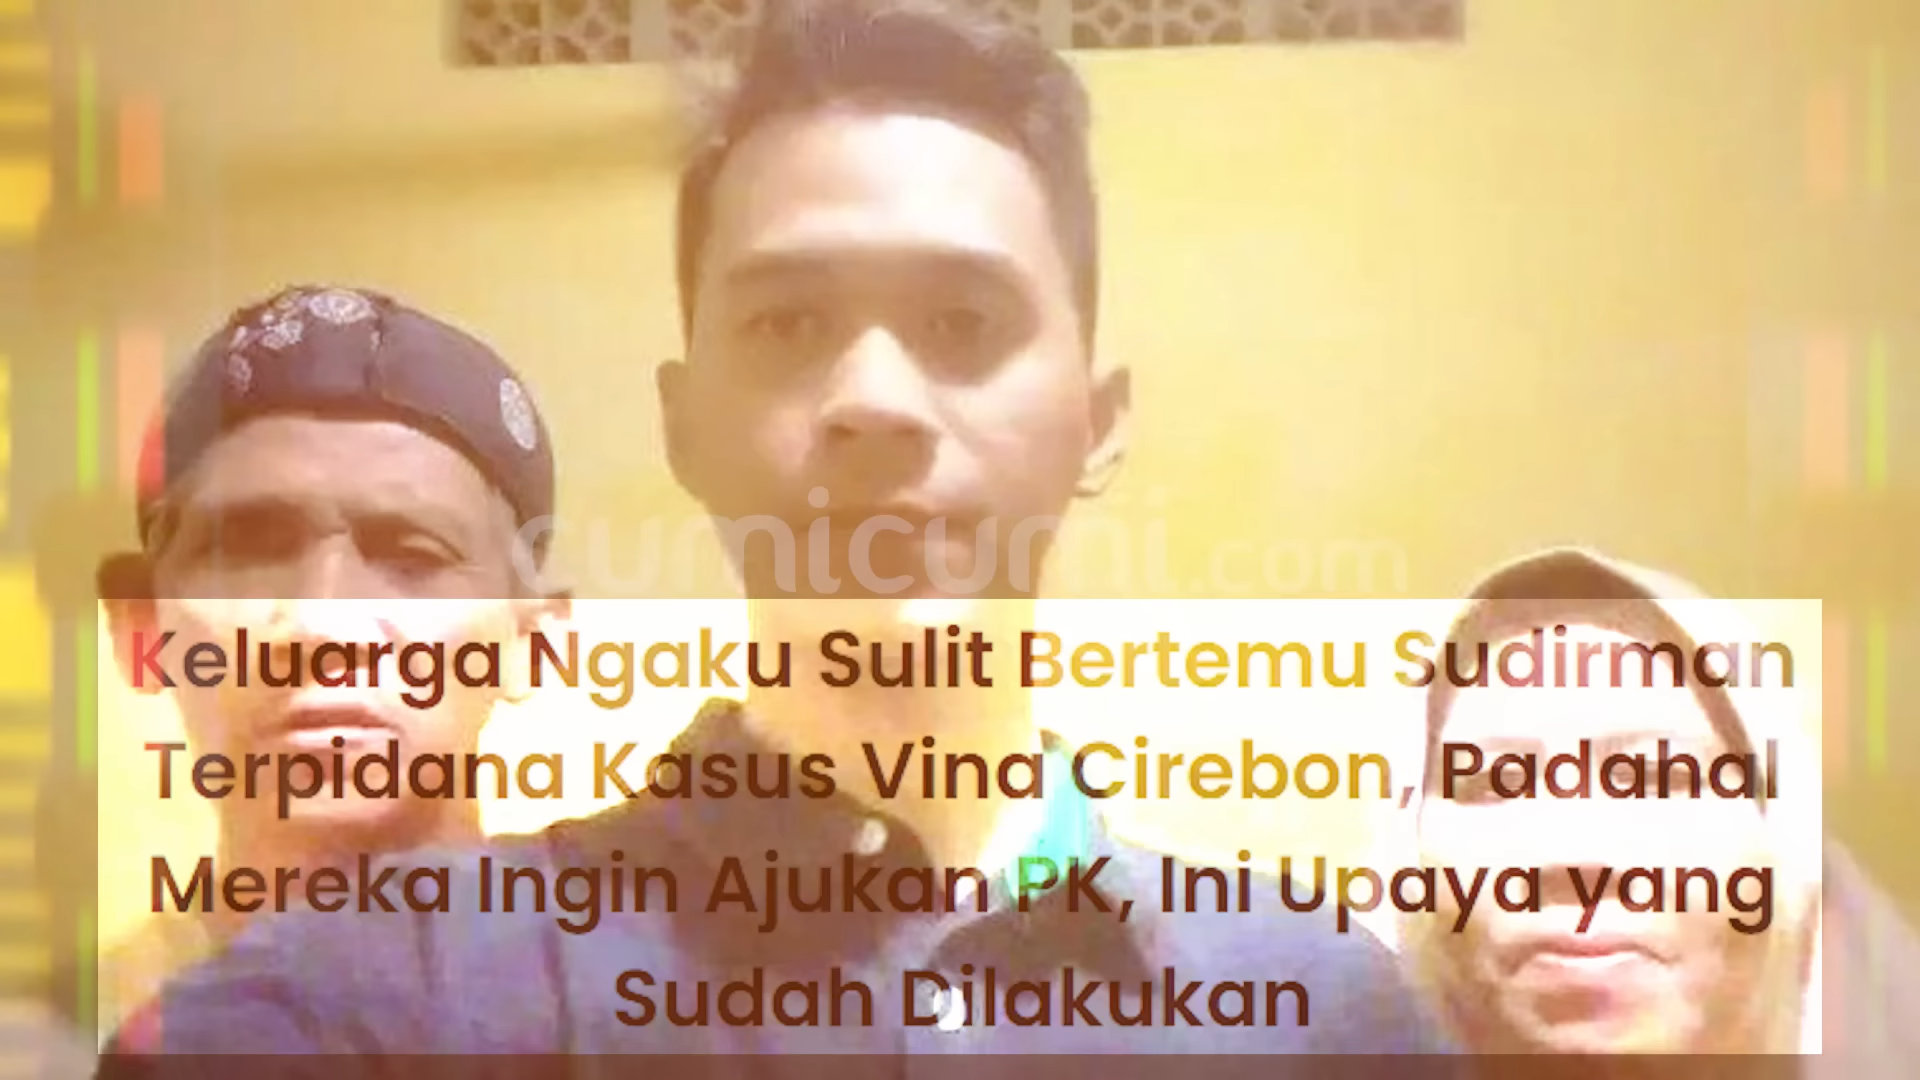 cumicumi.com
Keluarga Ngaku Sulit Bertemu Sudirman
Terpidana Kasus Vina Cirebon, Padahal
Mereka Ingin Ajukan PK, Ini Upaya yang
Sudah Dilakukan